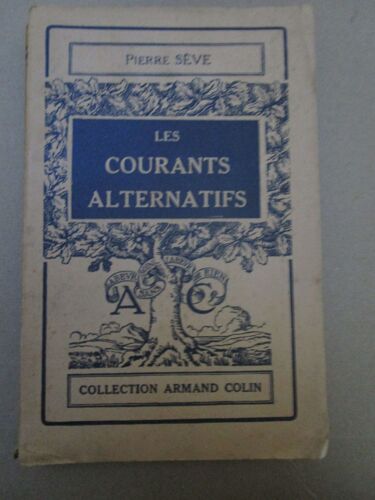 PIERRE SÈVE
LES
COURANTS
ALTERNATIFS
A C
COLLECTION ARMAND COLIN